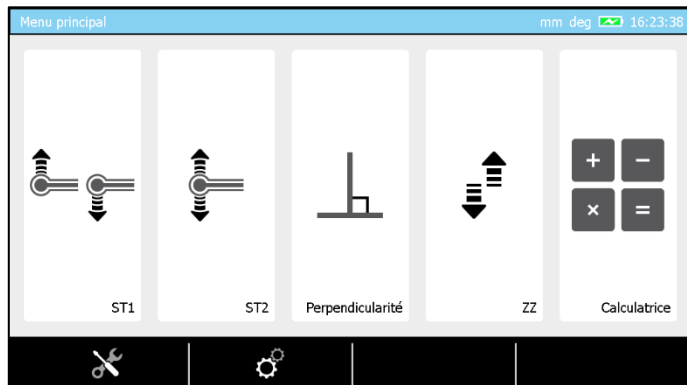 Menu principal
mm deg 16:23:38
ST1
ST2
Perpendicularité
ZZ
Calculatrice